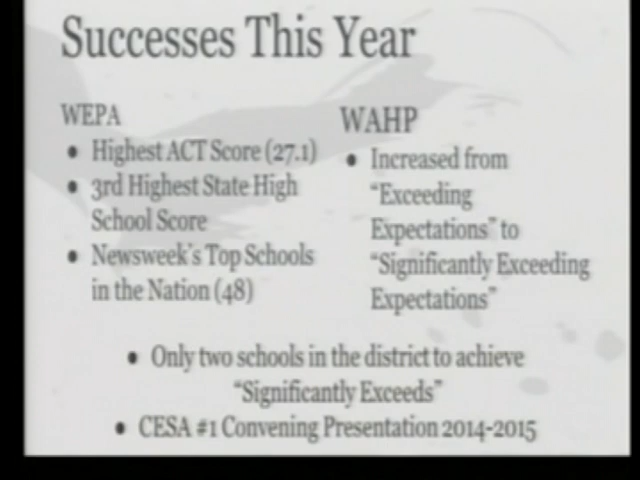 Successes This Year
WEPA
• Highest ACT Score (27.1)
• 3rd Highest State High
School Score
• Newsweek's Top Schools
in the Nation (48)
WAHP
• Increased from
“Exceeding
Expectations” to
“Significantly Exceeding
Expectations”
• Only two schools in the district to achieve
“Significantly Exceeds”
• CESA #1 Convening Presentation 2014-2015